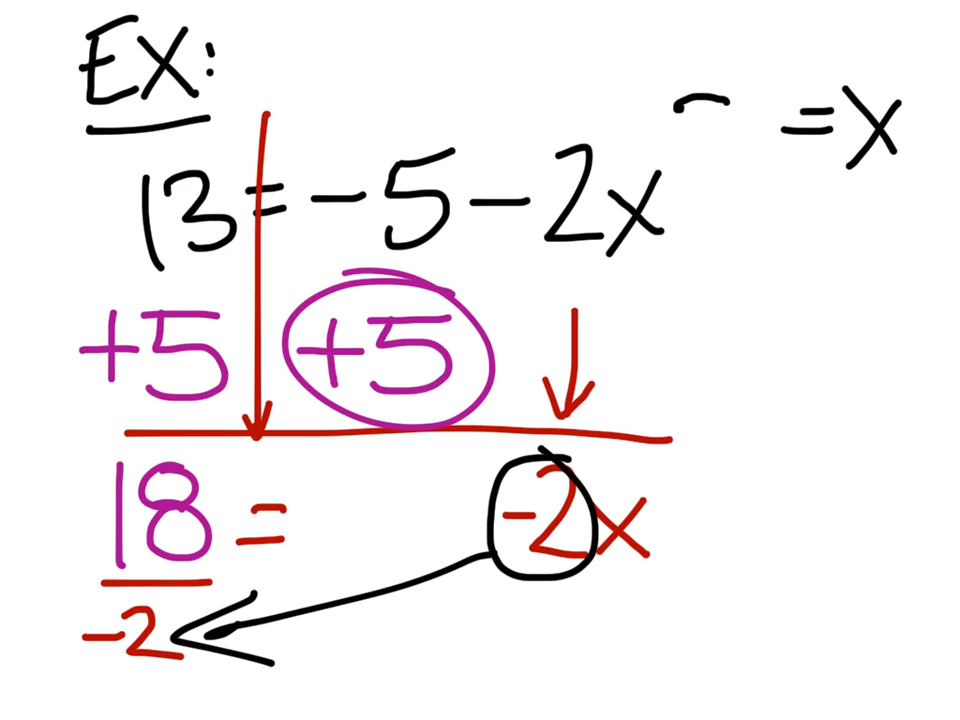 EX:
- =x
13 = -5 - 2x
+5 +5
18 = -2x
-2